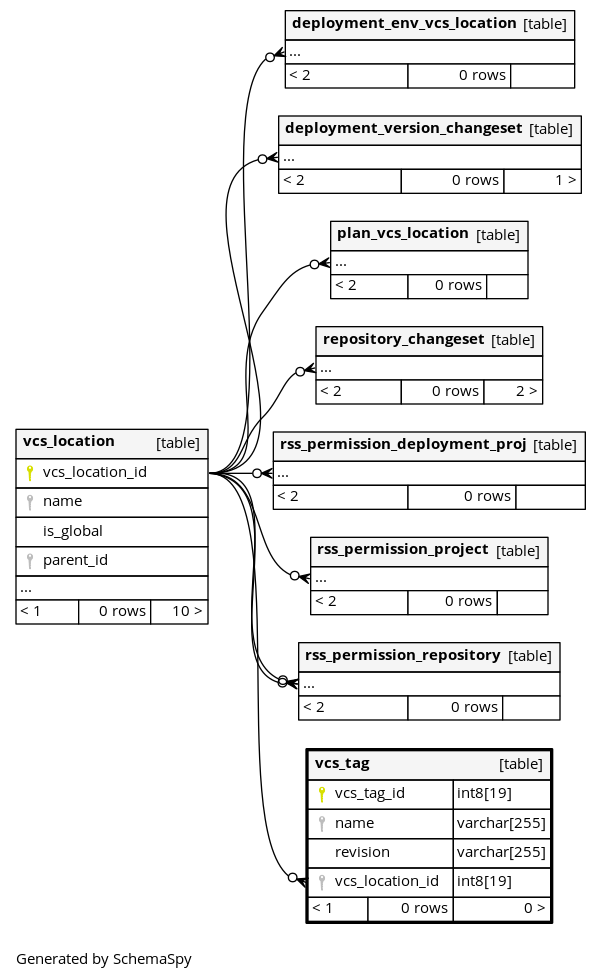 deployment_env_vcs_location [table]
...
< 2 0 rows
deployment_version_changeset [table]
...
< 2 0 rows 1 >
plan_vcs_location [table]
...
< 2 0 rows
repository_changeset [table]
...
< 2 0 rows 2 >
vcs_location [table]
vcs_location_id
name
is_global
parent_id
...
< 1 0 rows 10 >
rss_permission_deployment_proj [table]
...
< 2 0 rows
rss_permission_project [table]
...
< 2 0 rows
rss_permission_repository [table]
...
< 2 0 rows
vcs_tag [table]
vcs_tag_id int8[19]
name varchar[255]
revision varchar[255]
vcs_location_id int8[19]
< 1 0 rows 0 >
Generated by SchemaSpy